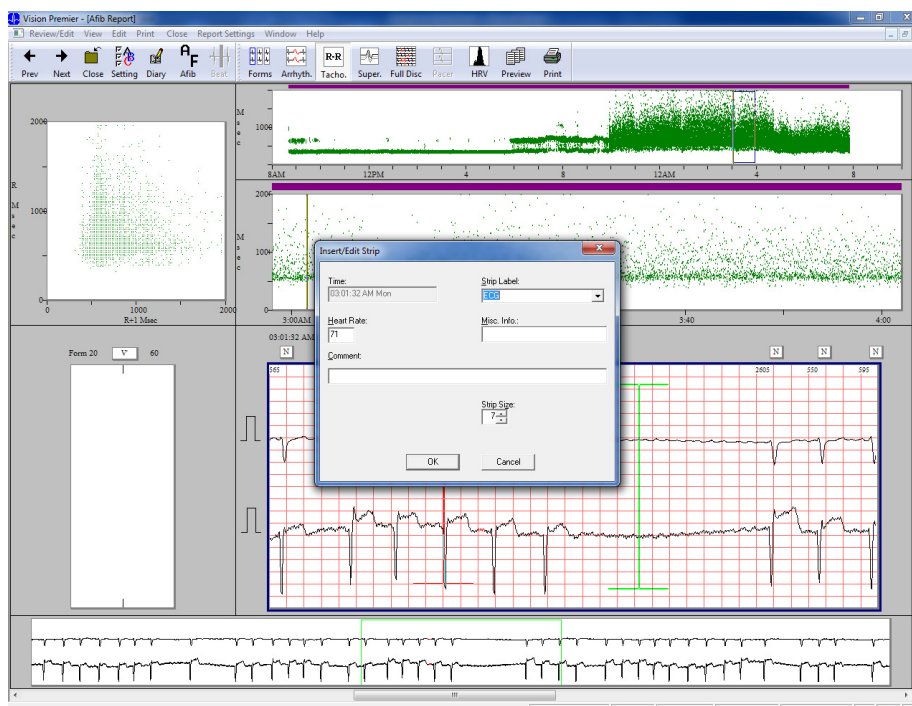 Vision Premier - [Afib Report]
Review/Edit View Edit Print Close Report Settings Window Help
Prev Next Close Setting Diary Afib Beat Forms Arrhyth. Tacho. Super. Full Disc Pacer HRV Preview Print
A F
R-R
M s e c
1000
8AM 12PM 4 8 12AM 4 8
2000
1000
0
R M s e c
0 1000 2000
R+1 Msec
2000
M s e c
1000
0
3:00AM 3:40 4:00
Insert/Edit Strip
Time: Strip Label:
03:01:32 AM Mon ECG
Heart Rate: Misc. Info.:
71
Comment:
Strip Size:
7
OK Cancel
03:01:32 AM
N N N N
Form 20 V 60
565 2605 550 595